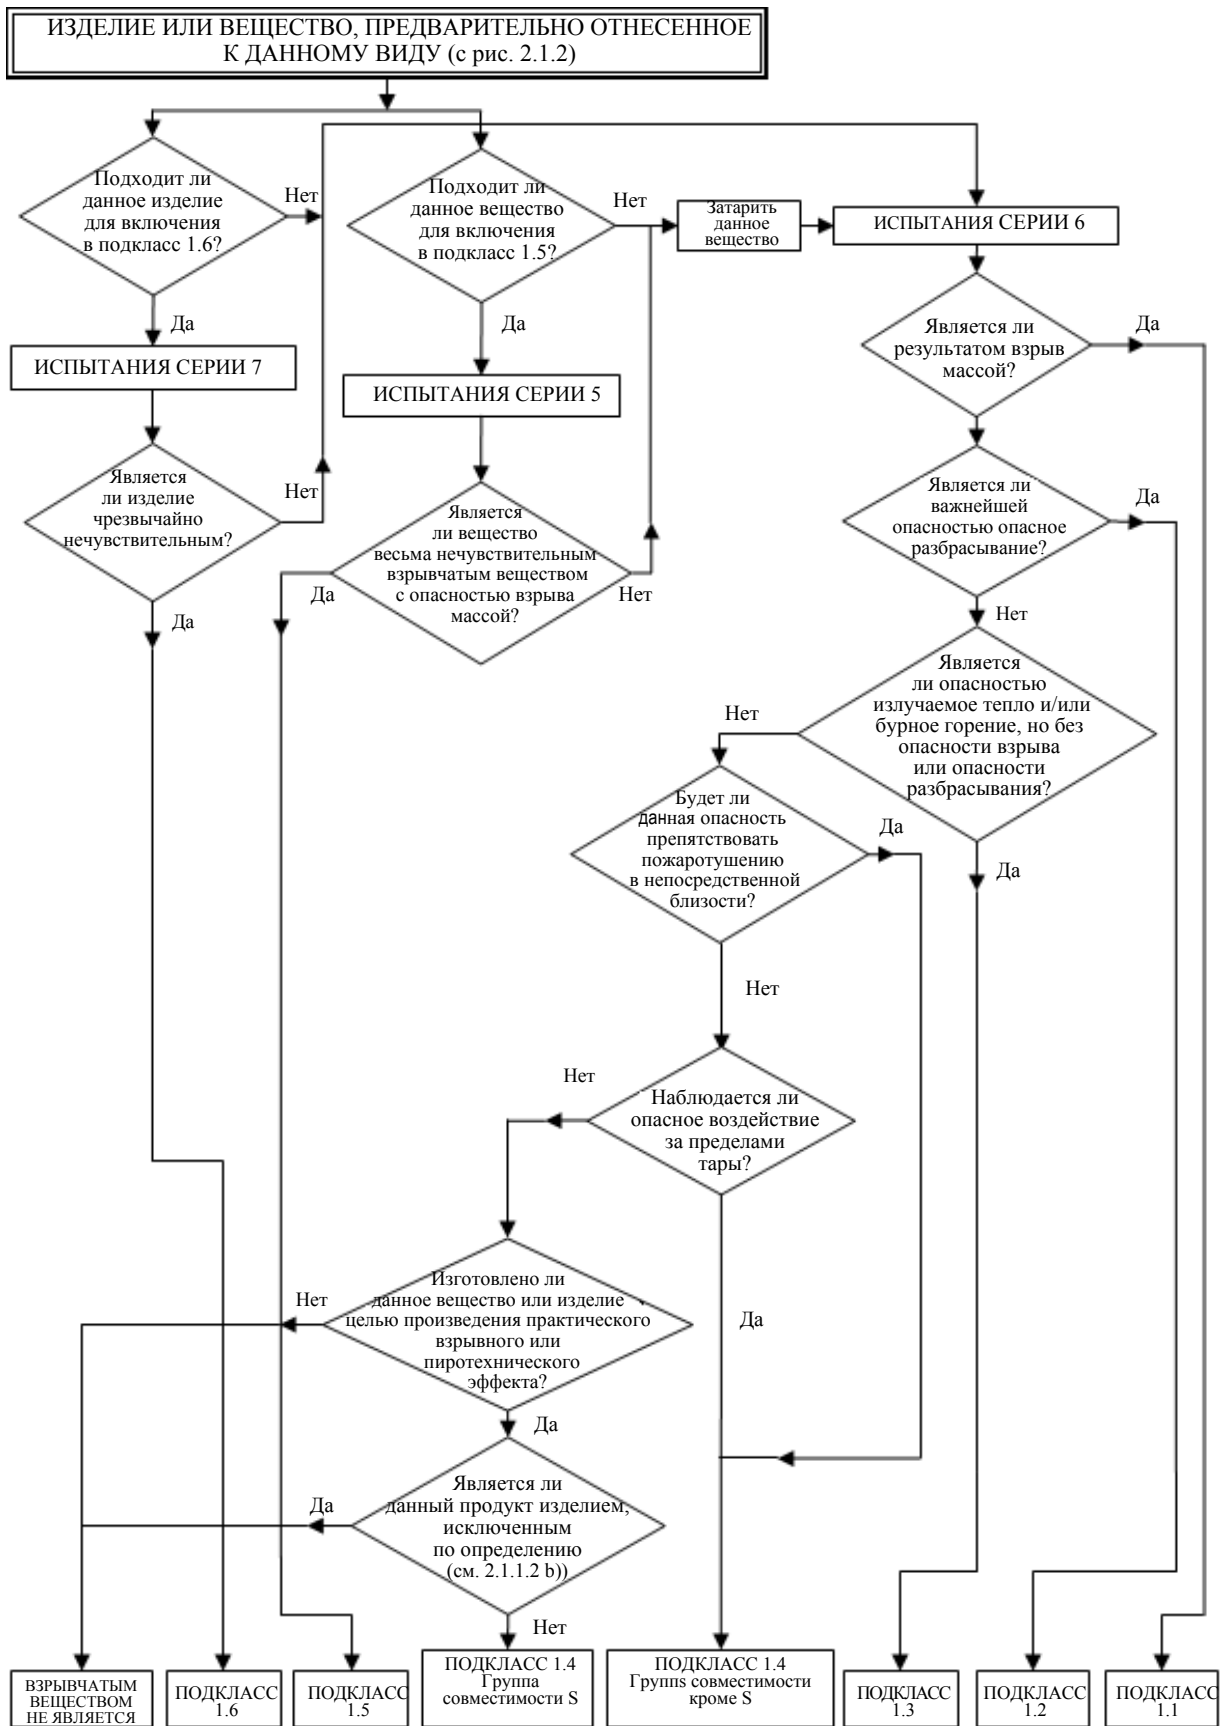 ИЗДЕЛИЕ ИЛИ ВЕЩЕСТВО, ПРЕДВАРИТЕЛЬНО ОТНЕСЕННОЕ
К ДАННОМУ ВИДУ (с рис. 2.1.2)
Подходит ли
данное изделие
для включения
в подкласс 1.6?
Нет
Подходит ли
данное вещество
для включения
в подкласс 1.5?
Нет
Затарить
данное
вещество
ИСПЫТАНИЯ СЕРИИ 6
Да
ИСПЫТАНИЯ СЕРИИ 7
Да
ИСПЫТАНИЯ СЕРИИ 5
Является ли
результатом взрыв
массой?
Да
Является
ли изделие
чрезвычайно
нечувствительным?
Нет
Да
Является
ли вещество
весьма нечувствительным
взрывчатым веществом
с опасностью взрыва
массой?
Да
Нет
Является ли
важнейшей
опасностью опасное
разбрасывание?
Да
Нет
Является
ли опасностью
излучаемое тепло и/или
бурное горение, но без
опасности взрыва
или опасности
разбрасывания?
Нет
Да
Будет ли
данная опасность
препятствовать
пожаротушению
в непосредственной
близости?
Да
Нет
Наблюдается ли
опасное воздействие
за пределами
тары?
Нет
Да
Изготовлено ли
данное вещество или изделие
целью произведения практического
взрывного или
пиротехнического
эффекта?
Нет
Да
Является ли
данный продукт изделием,
исключенным
по определению
(см. 2.1.1.2 b))
Да
Нет
ВЗРЫВЧАТЫМ
ВЕЩЕСТВОМ
НЕ ЯВЛЯЕТСЯ
ПОДКЛАСС
1.6
ПОДКЛАСС
1.5
ПОДКЛАСС 1.4
Группа
совместимости S
ПОДКЛАСС 1.4
Группs совместимости
кроме S
ПОДКЛАСС
1.3
ПОДКЛАСС
1.2
ПОДКЛАСС
1.1